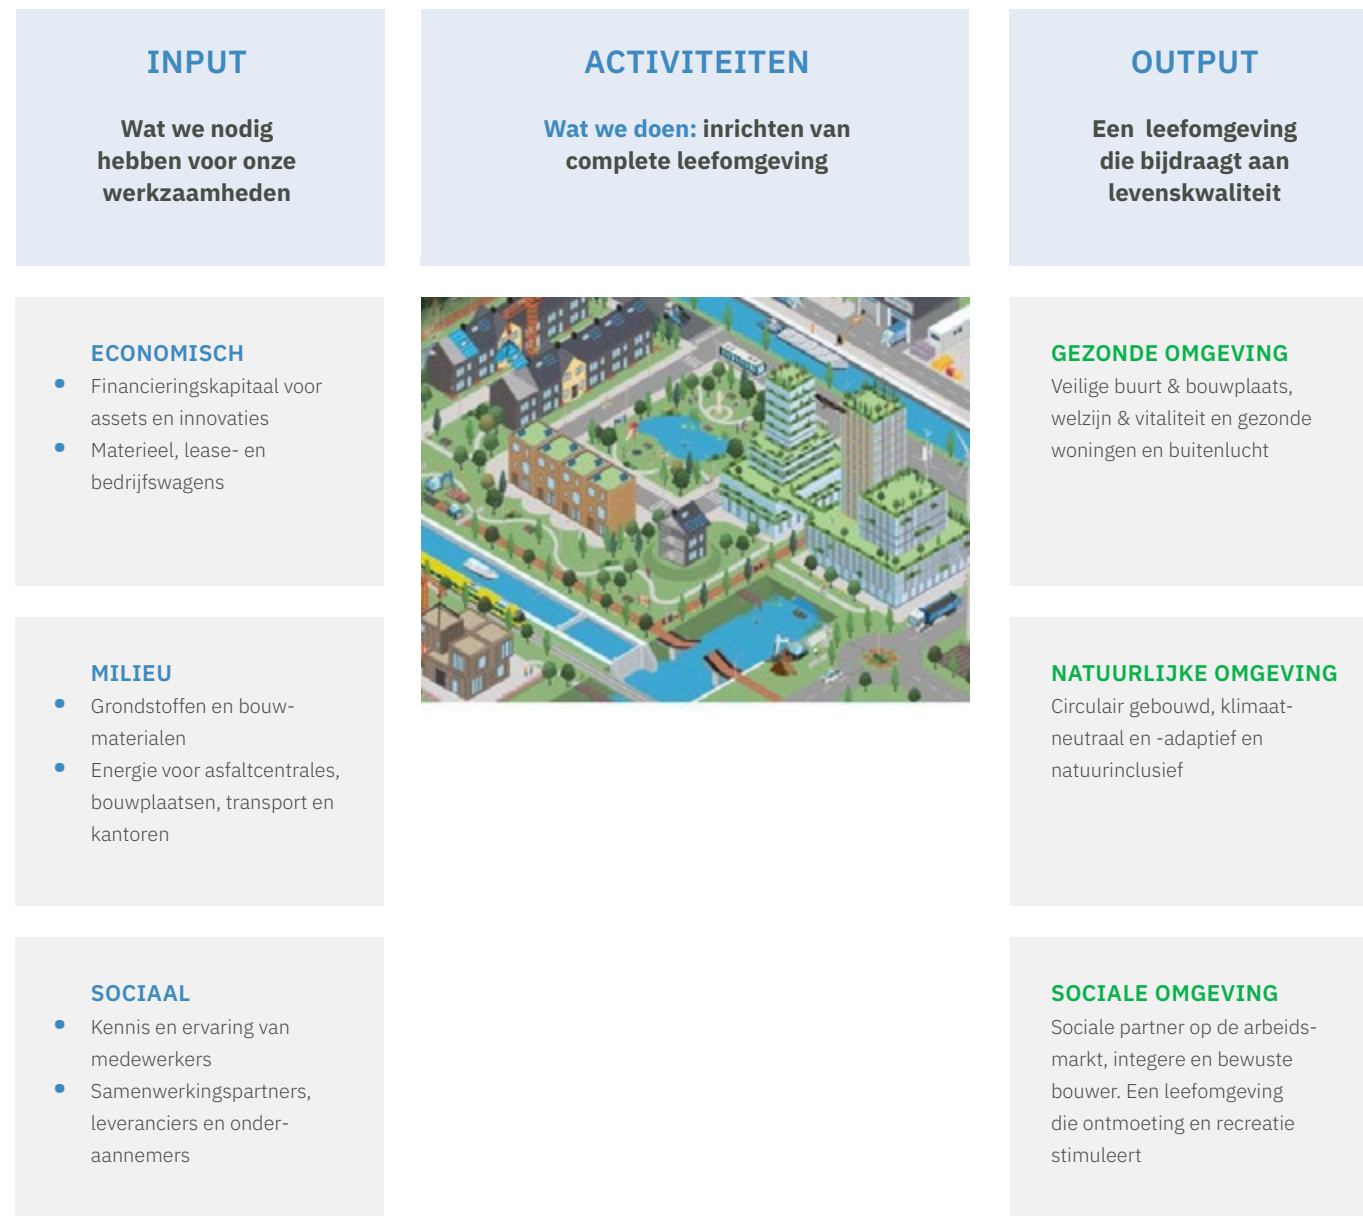 INPUT
Wat we nodig
hebben voor onze
werkzaamheden
ACTIVITEITEN
Wat we doen: inrichten van
complete leefomgeving
OUTPUT
Een leefomgeving
die bijdraagt aan
levenskwaliteit
ECONOMISCH
Financieringskapitaal voor
assets en innovaties
Materieel, lease- en
bedrijfswagens
MILIEU
Grondstoffen en bouw-
materialen
Energie voor asfaltcentrales,
bouwplaatsen, transport en
kantoren
SOCIAAL
Kennis en ervaring van
medewerkers
Samenwerkingspartners,
leveranciers en onder-
aannemers
GEZONDE OMGEVING
Veilige buurt & bouwplaats,
welzijn & vitaliteit en gezonde
woningen en buitenlucht
NATUURLIJKE OMGEVING
Circulair gebouwd, klimaat-
neutraal en -adaptief en
natuurinclusief
SOCIALE OMGEVING
Sociale partner op de arbeids-
markt, integere en bewuste
bouwer. Een leefomgeving
die ontmoeting en recreatie
stimuleert